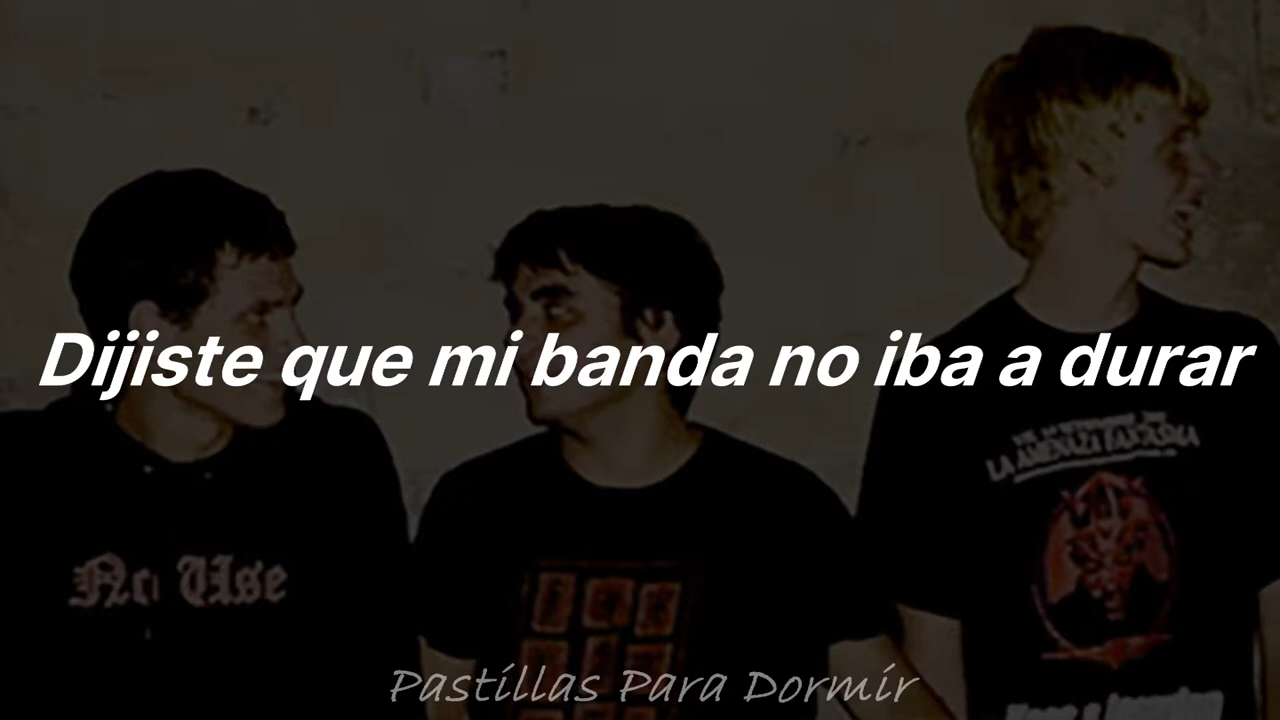 Dijiste que mi banda no iba a durar
LA AMENAZA FANTASMA
No Use
Pastillas Para Dormir